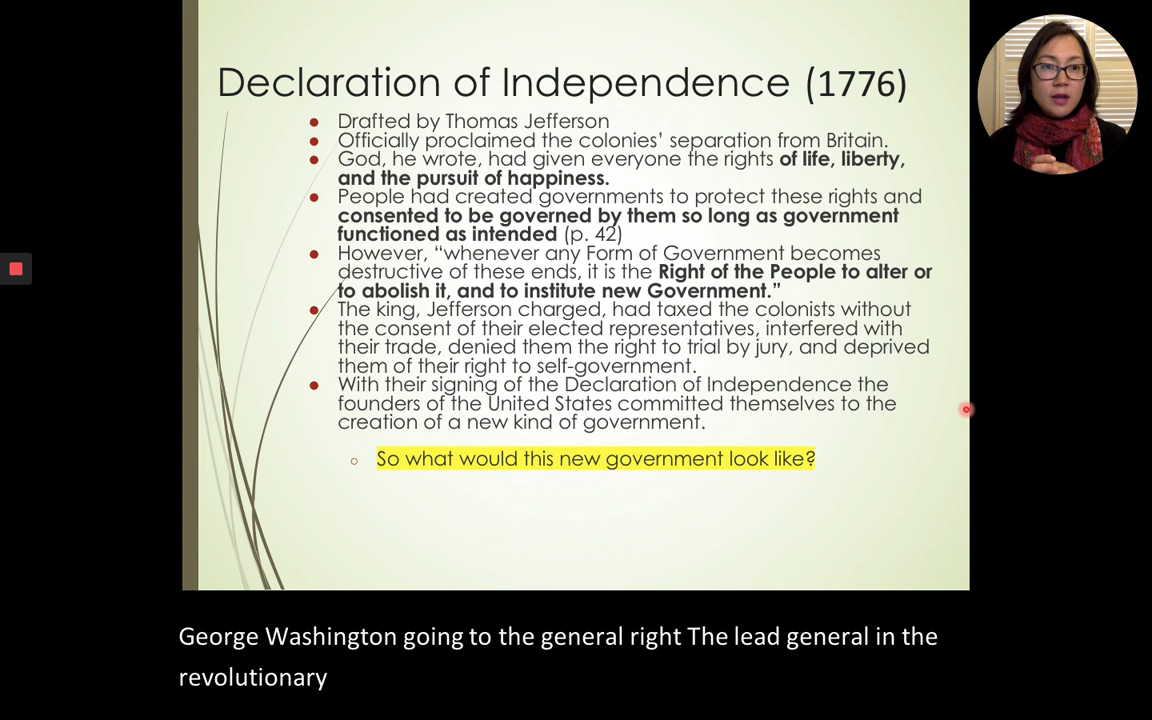 Declaration of Independence (1776)
● Drafted by Thomas Jefferson
● Officially proclaimed the colonies’ separation from Britain.
● God, he wrote, had given everyone the rights of life, liberty,
and the pursuit of happiness.
● People had created governments to protect these rights and
consented to be governed by them so long as government
functioned as intended (p. 42)
● However, “whenever any Form of Government becomes
destructive of these ends, it is the Right of the People to alter or
to abolish it, and to institute new Government.”
● The king, Jefferson charged, had taxed the colonists without
the consent of their elected representatives, interfered with
their trade, denied them the right to trial by jury, and deprived
them of their right to self-government.
● With their signing of the Declaration of Independence the
founders of the United States committed themselves to the
creation of a new kind of government.
○ So what would this new government look like?
George Washington going to the general right The lead general in the
revolutionary